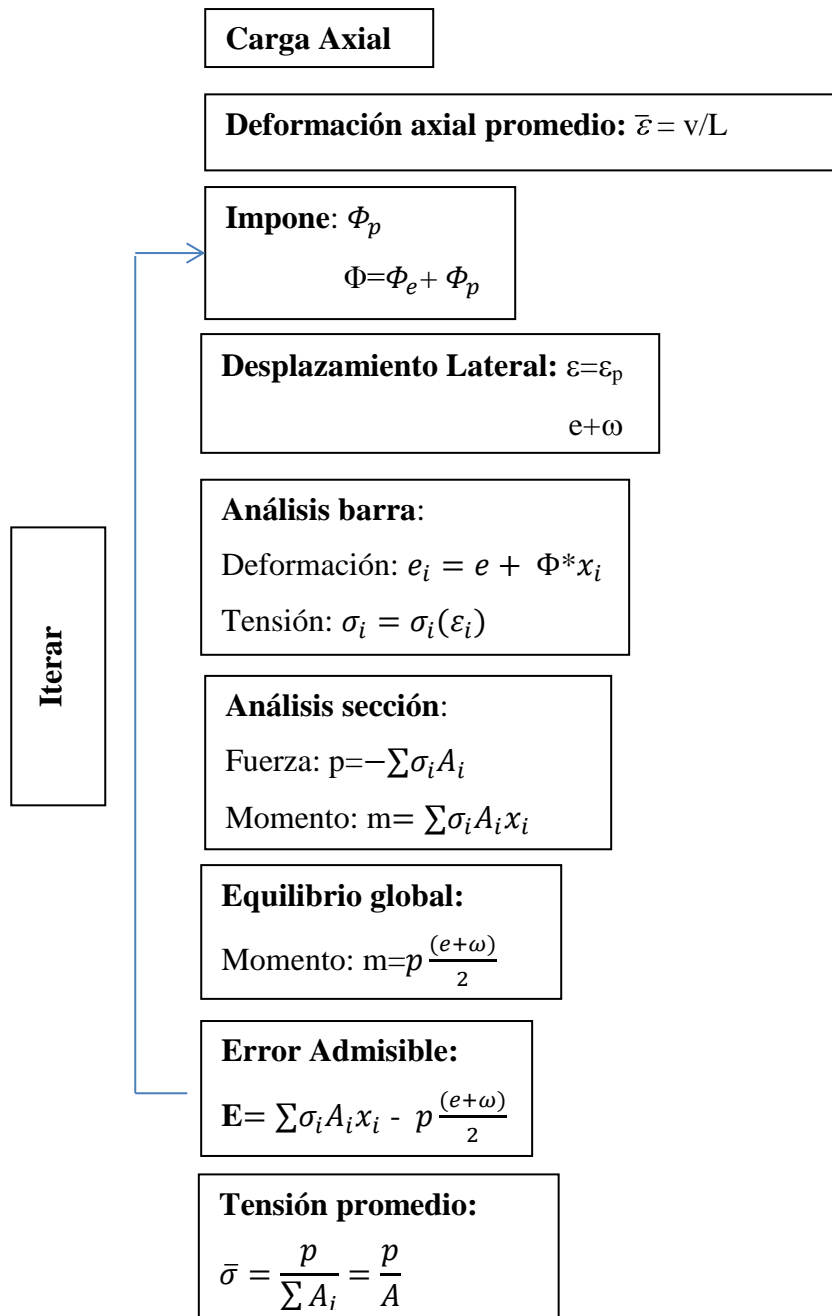 Carga Axial
Deformación axial promedio: ε̅ = v/L
Impone: Φₚ
Φ=Φₑ+ Φₚ
Desplazamiento Lateral: ε=εₚ
e+ω
Análisis barra:
Deformación: eᵢ = e + Φ*xᵢ
Tensión: σᵢ = σᵢ(εᵢ)
Iterar
Análisis sección:
Fuerza: p=−∑σᵢAᵢ
Momento: m= ∑σᵢAᵢxᵢ
Equilibrio global:
Momento: m=p (e+ω)/2
Error Admisible:
E= ∑σᵢAᵢxᵢ - p (e+ω)/2
Tensión promedio:
σ̅ = p/∑Aᵢ = p/A